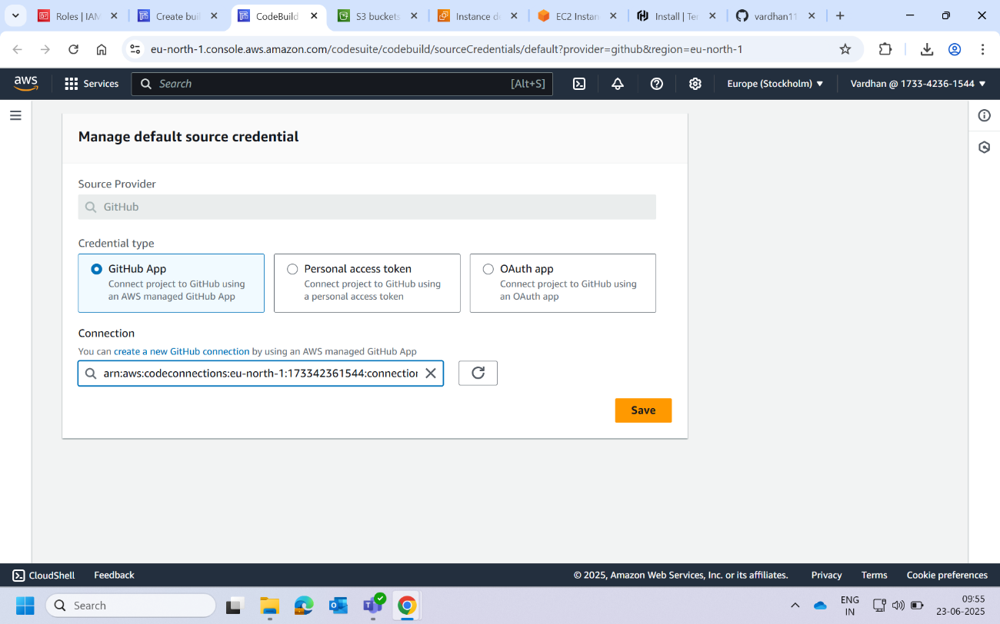 Roles | IAM
Create buil
CodeBuild
S3 buckets
Instance d
EC2 Instan
Install | Ter
vardhan11
eu-north-1.console.aws.amazon.com/codesuite/codebuild/sourceCredentials/default?provider=github&region=eu-north-1
aws
Services
Search
[Alt+S]
Europe (Stockholm)
Vardhan @ 1733-4236-1544
Manage default source credential
Source Provider
GitHub
Credential type
GitHub App
Connect project to GitHub using
an AWS managed GitHub App
Personal access token
Connect project to GitHub using
a personal access token
OAuth app
Connect project to GitHub using
an OAuth app
Connection
You can create a new GitHub connection by using an AWS managed GitHub App
arn:aws:codeconnections:eu-north-1:173342361544:connection
Save
CloudShell
Feedback
© 2025, Amazon Web Services, Inc. or its affiliates.
Privacy
Terms
Cookie preferences
Search
ENG
IN
09:55
23-06-2025